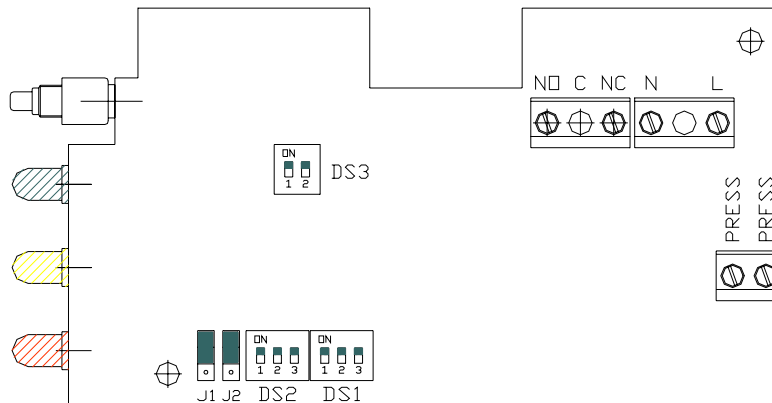 NO C NC N L
ON
1 2
DS3
PRESS
PRESS
ON
1 2 3
ON
1 2 3
J1 J2 DS2 DS1